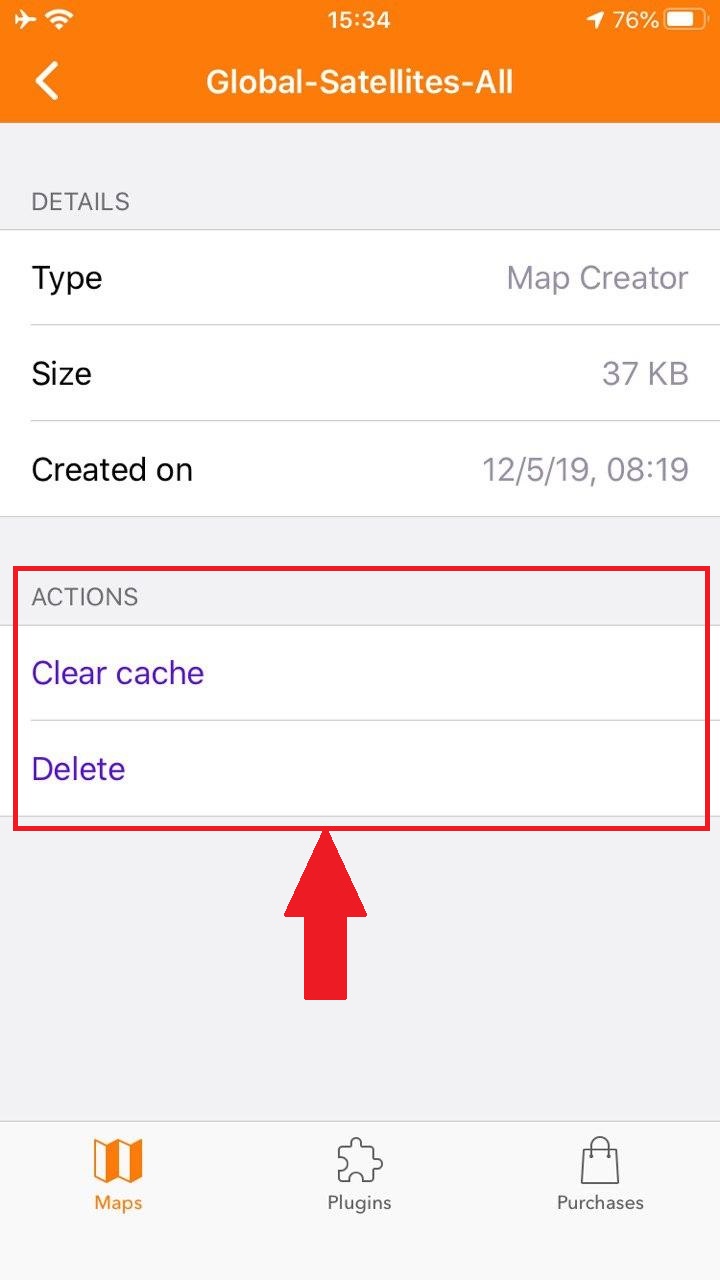 15:34
76%
Global-Satellites-All
DETAILS
Type
Map Creator
Size
37 KB
Created on
12/5/19, 08:19
ACTIONS
Clear cache
Delete
Maps
Plugins
Purchases